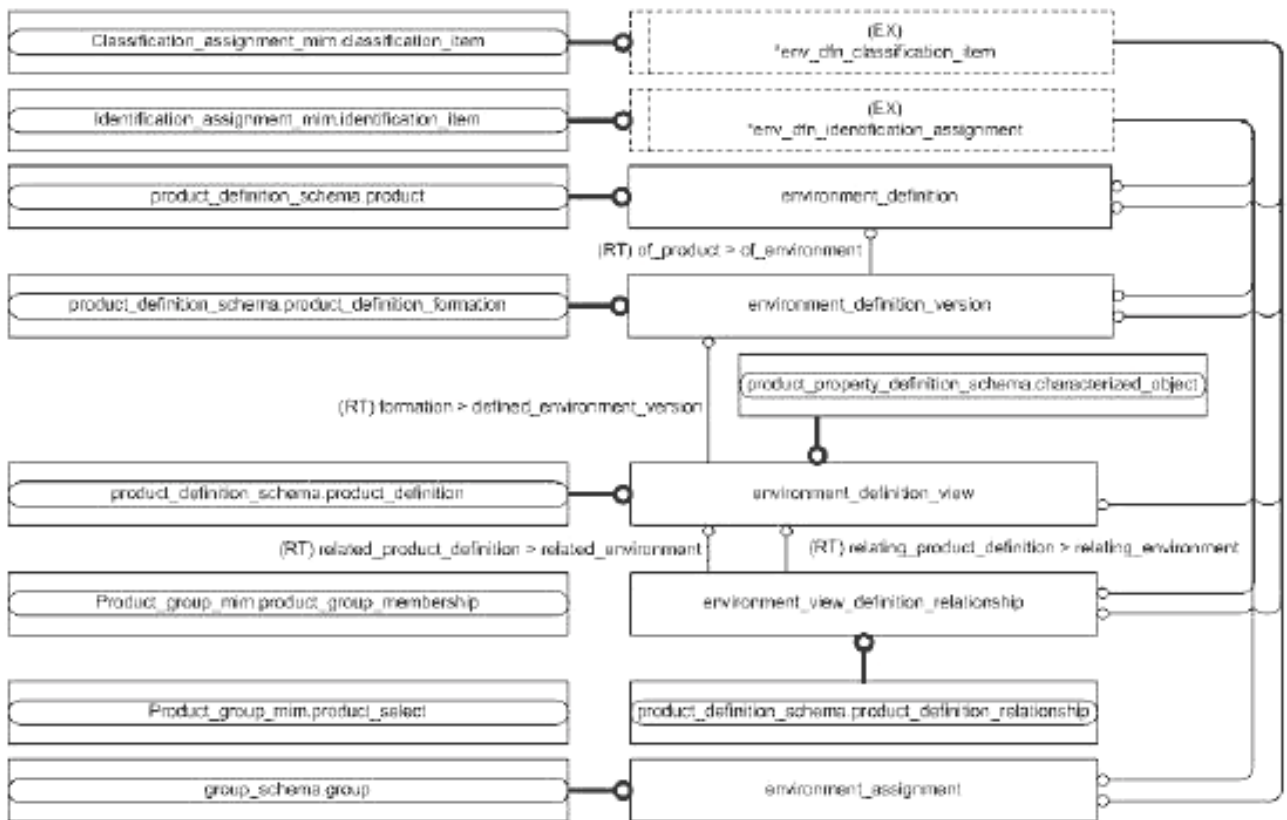 Classification_assignment_mim.classification_item
(EX)
*env_dfn_classification_item
Identification_assignment_mim.identification_item
(EX)
*env_dfn_identification_assignment
product_definition_schema.product
environment_definition
(RT) of_product > of_environment
product_definition_schema.product_definition_formation
environment_definition_version
product_property_definition_schema.characterized_object
(RT) formation > defined_environment_version
product_definition_schema.product_definition
environment_definition_view
(RT) related_product_definition > related_environment
(RT) relating_product_definition > relating_environment
Product_group_mim.product_group_membership
environment_view_definition_relationship
Product_group_mim.product_select
product_definition_schema.product_definition_relationship
group_schema.group
environment_assignment